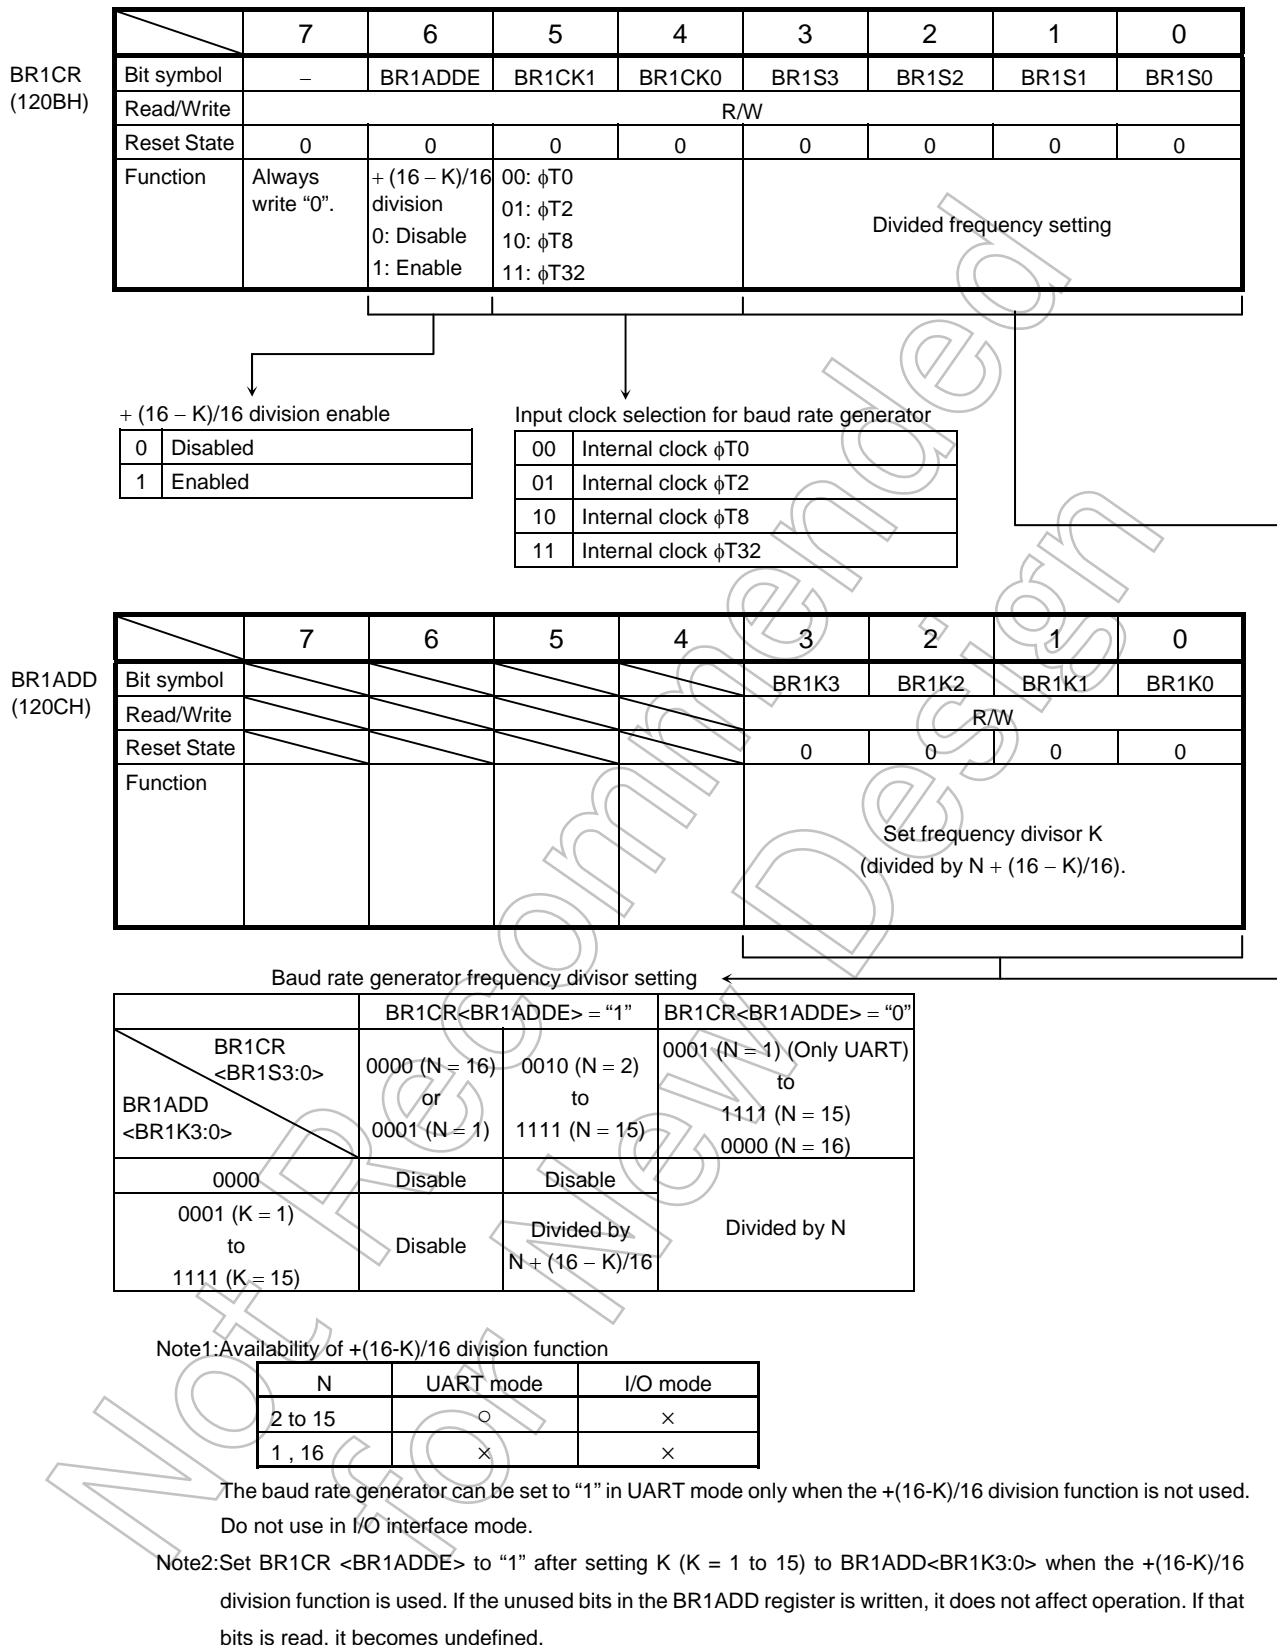 7 6 5 4 3 2 1 0
BR1CR
(120BH)
Bit symbol – BR1ADDE BR1CK1 BR1CK0 BR1S3 BR1S2 BR1S1 BR1S0
Read/Write R/W
Reset State 0 0 0 0 0 0 0 0
Function
Always
write “0”.
+ (16 – K)/16
division
0: Disable
1: Enable
00: ϕT0
01: ϕT2
10: ϕT8
11: ϕT32
Divided frequency setting
+ (16 – K)/16 division enable
0 Disabled
1 Enabled
Input clock selection for baud rate generator
00 Internal clock ϕT0
01 Internal clock ϕT2
10 Internal clock ϕT8
11 Internal clock ϕT32
7 6 5 4 3 2 1 0
BR1ADD
(120CH)
Bit symbol BR1K3 BR1K2 BR1K1 BR1K0
Read/Write R/W
Reset State 0 0 0 0
Function
Set frequency divisor K
(divided by N + (16 – K)/16).
Baud rate generator frequency divisor setting
BR1CR<BR1ADDE> = “1” BR1CR<BR1ADDE> = “0”
BR1CR
<BR1S3:0>
BR1ADD
<BR1K3:0>
0000 (N = 16)
or
0001 (N = 1)
0010 (N = 2)
to
1111 (N = 15)
0001 (N = 1) (Only UART)
to
1111 (N = 15)
0000 (N = 16)
0000 Disable Disable
0001 (K = 1)
to
1111 (K = 15)
Disable
Divided by
N + (16 – K)/16
Divided by N
Note1:Availability of +(16-K)/16 division function
N UART mode I/O mode
2 to 15 ○ ×
1 , 16 × ×
The baud rate generator can be set to “1” in UART mode only when the +(16-K)/16 division function is not used.
Do not use in I/O interface mode.
Note2:Set BR1CR <BR1ADDE> to “1” after setting K (K = 1 to 15) to BR1ADD<BR1K3:0> when the +(16-K)/16
division function is used. If the unused bits in the BR1ADD register is written, it does not affect operation. If that
bits is read, it becomes undefined.
Not Recommended
for New Design